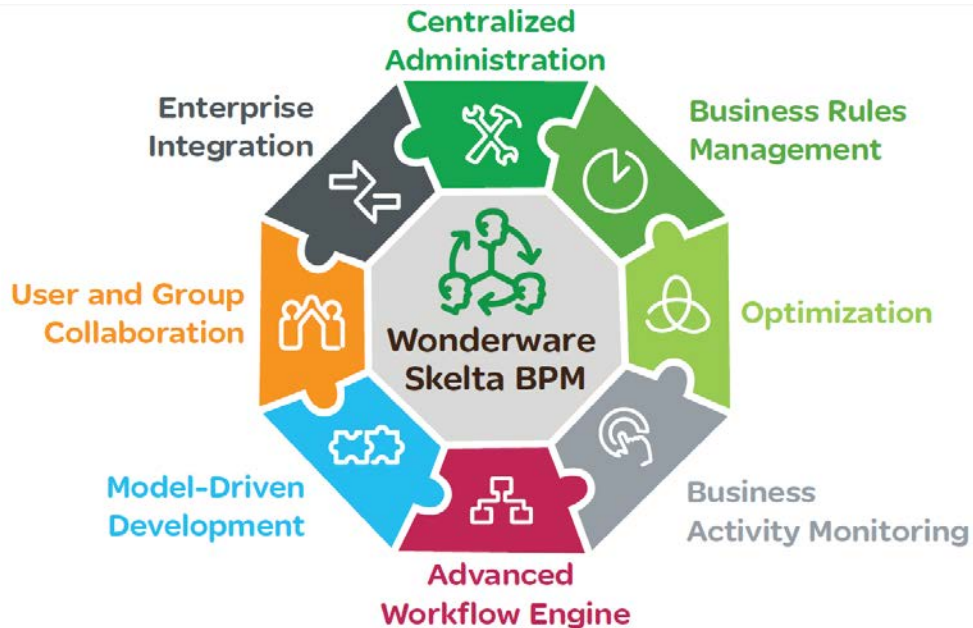 Centralized
Administration
Enterprise
Integration
Business Rules
Management
User and Group
Collaboration
Wonderware
Skelta BPM
Optimization
Model-Driven
Development
Business
Activity Monitoring
Advanced
Workflow Engine